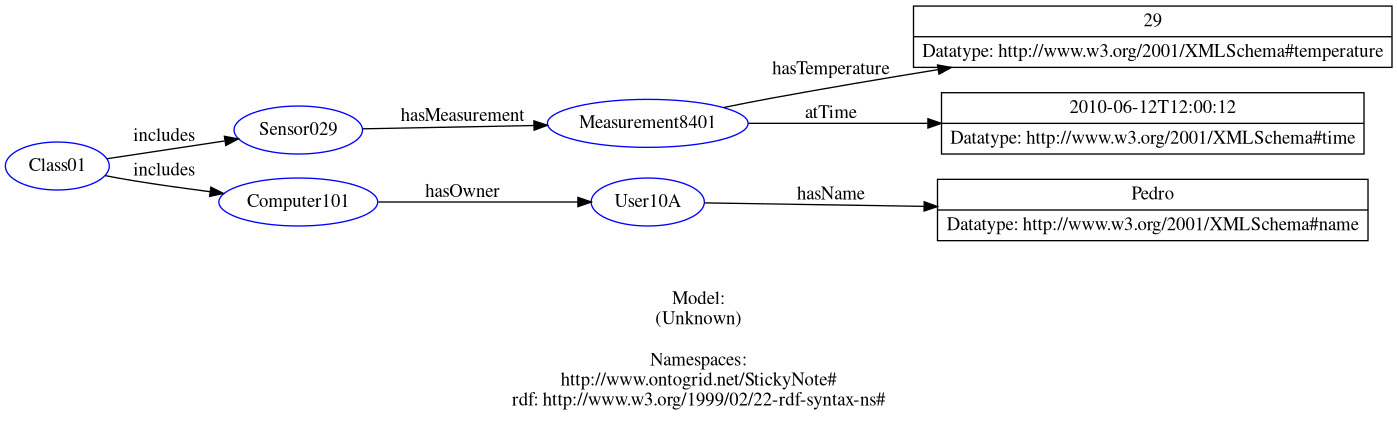 29
Datatype: http://www.w3.org/2001/XMLSchema#temperature
hasTemperature
2010-06-12T12:00:12
Datatype: http://www.w3.org/2001/XMLSchema#time
atTime
Measurement8401
hasMeasurement
Sensor029
includes
Class01
includes
Computer101
hasOwner
User10A
hasName
Pedro
Datatype: http://www.w3.org/2001/XMLSchema#name
Model:
(Unknown)
Namespaces:
http://www.ontogrid.net/StickyNote#
rdf: http://www.w3.org/1999/02/22-rdf-syntax-ns#